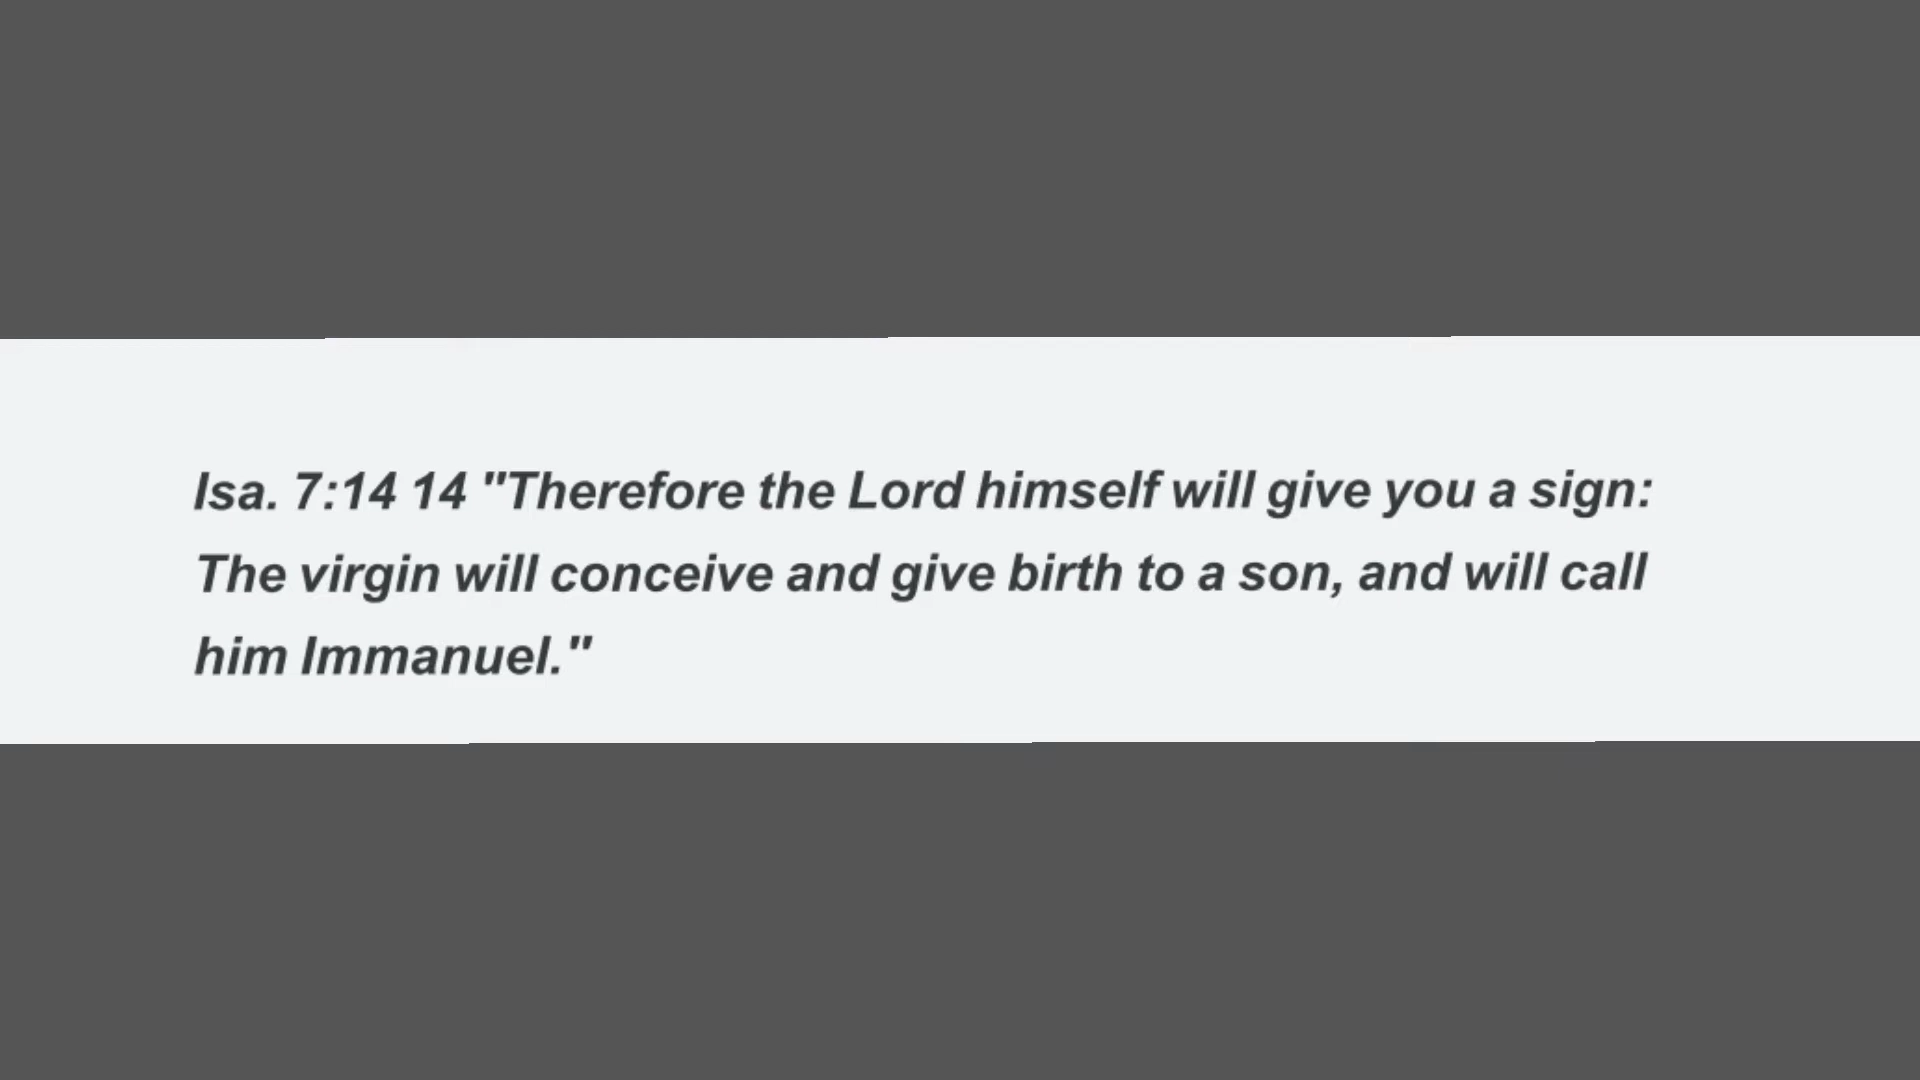 Isa. 7:14 14 "Therefore the Lord himself will give you a sign:
The virgin will conceive and give birth to a son, and will call
him Immanuel."